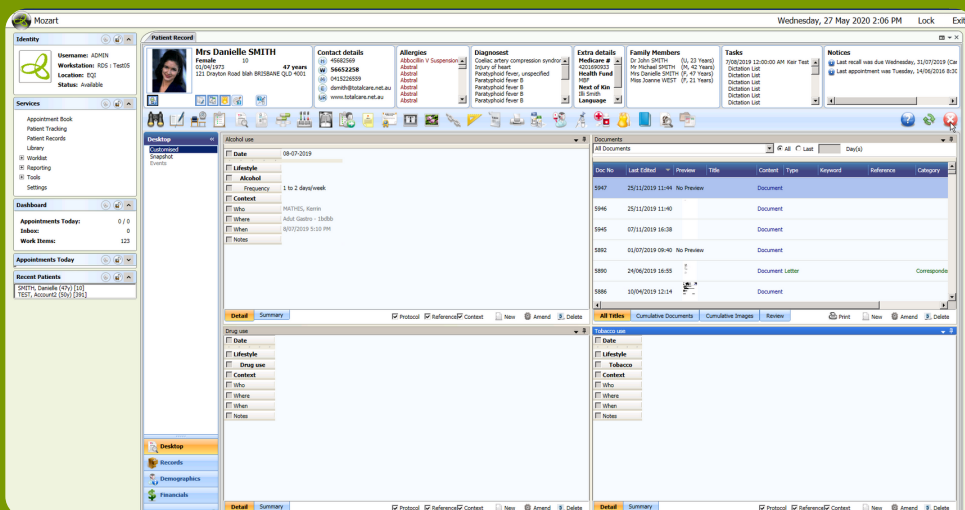 Mozart
Wednesday, 27 May 2020 2:06 PM Lock Exit
Identity
Username: ADMIN
Workstation: RDS : Test05
Location: EQI
Status: Available
Services
Appointment Book
Patient Tracking
Patient Records
Library
Worklist
Reporting
Tools
Settings
Dashboard
Appointments Today: 0 / 0
Inbox: 0
Work Items: 123
Appointments Today
Recent Patients
SMITH, Danielle (47y) [10]
TEST, Account2 (50y) [391]
Patient Record
Mrs Danielle SMITH
Female 10
01/04/1973 47 years
121 Drayton Road blah BRISBANE QLD 4001
Contact details
45682569
56652258
0415226559
dsmith@totalcare.net.au
www.totalcare.net.au
Allergies
Abbocillin V Suspension
Abstral
Abstral
Abstral
Abstral
Abstral
Diagnosest
Coeliac artery compression syndror
Injury of heart
Paratyphoid fever, unspecified
Paratyphoid fever B
Paratyphoid fever B
Paratyphoid fever B
Extra details
Medicare #
4201690933
Health Fund
MBF
Next of Kin
Illi Smith
Language
Family Members
Dr John SMITH (U, 23 Years)
Mr Michael SMITH (M, 42 Years)
Mrs Danielle SMITH (F, 47 Years)
Miss Joanne WEST (F, 21 Years)
Tasks
7/08/2019 12:00:00 AM Keir Test
Dictation List
Dictation List
Dictation List
Dictation List
Dictation List
Notices
Last recall was due Wednesday, 31/07/2019 (Car
Last appointment was Tuesday, 14/06/2016 8:30
Desktop
Customised
Snapshot
Events
Desktop
Records
Demographics
Financials
Alcohol use
Date 08-07-2019
Lifestyle
Alcohol
Frequency 1 to 2 days/week
Context
Who MATHIS, Kerrin
Where Adut Gastro - 1bdbb
When 8/07/2019 5:10 PM
Notes
Detail Summary Protocol Reference Context New Amend Delete
Documents
All Documents All Last Day(s)
Doc No Last Edited Preview Title Content Type Keyword Reference Category
5947 25/11/2019 11:44 No Preview Document
5946 25/11/2019 11:40 Document
5945 07/11/2019 16:38 Document
5892 01/07/2019 09:40 No Preview Document
5890 24/06/2019 16:55 Document Letter Corresponde
5886 10/04/2019 12:14 Document
All Titles Cumulative Documents Cumulative Images Review Print New Amend Delete
Drug use
Date
Lifestyle
Drug use
Context
Who
Where
When
Notes
Detail Summary Protocol Reference Context New Amend Delete
Tobacco use
Date
Lifestyle
Tobacco
Context
Who
Where
When
Notes
Detail Summary Protocol Reference Context New Amend Delete